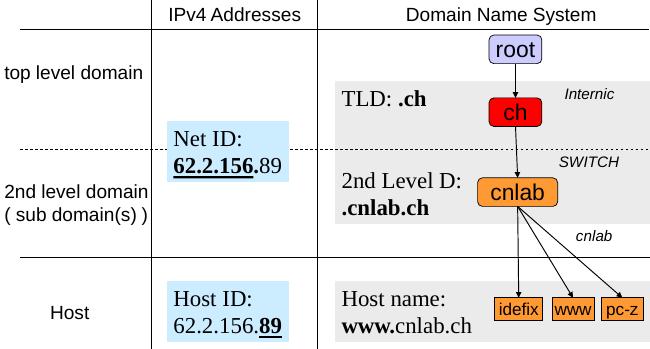 IPv4 Addresses
Domain Name System
root
top level domain
TLD: .ch
Internic
ch
Net ID:
62.2.156.89
SWITCH
2nd level domain
( sub domain(s) )
2nd Level D:
.cnlab.ch
cnlab
cnlab
Host
Host ID:
62.2.156.89
Host name:
www.cnlab.ch
idefix
www
pc-z